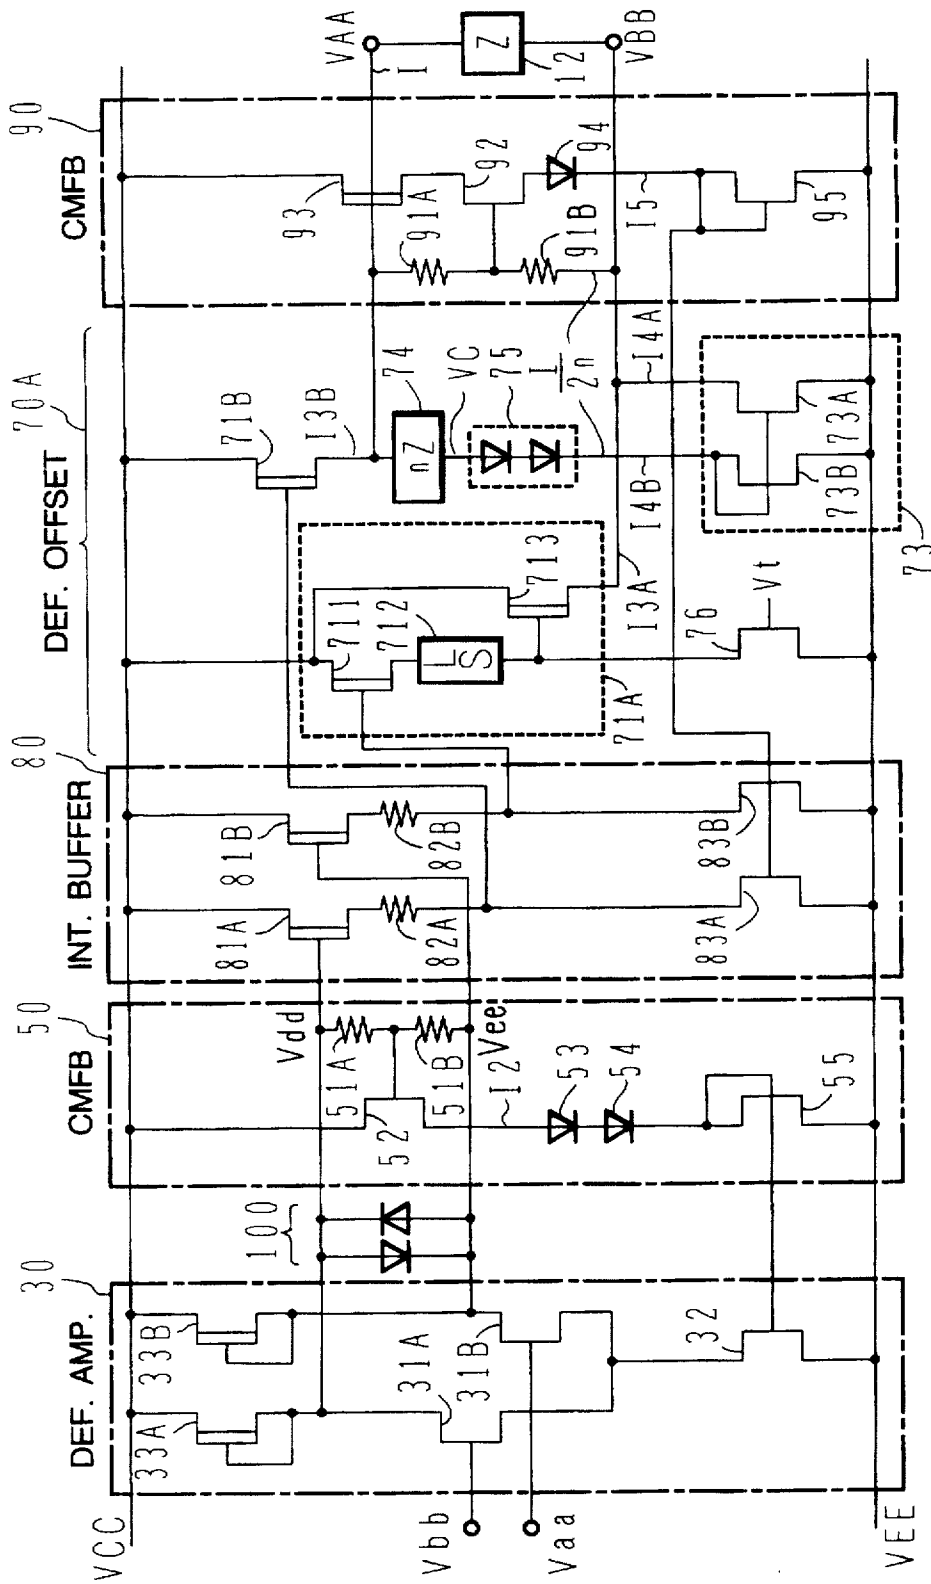 30
50
80
70A
90
DEF. AMP.
CMFB
INT. BUFFER
DEF. OFFSET
CMFB
VCC
33A
33B
100
Vdd
81A
81B
71B
93
VAA
I
13B
51A
52
51B
Vee
82A
82B
711
712
LS
713
nZ
74
VC
75
91A
92
91B
94
Z
12
VBB
Vbb
Vaa
31A
31B
I2
53
54
71A
I3A
I4B
I
2n
I4A
I5
32
55
83A
83B
76
Vt
73B
73A
73
95
VEE